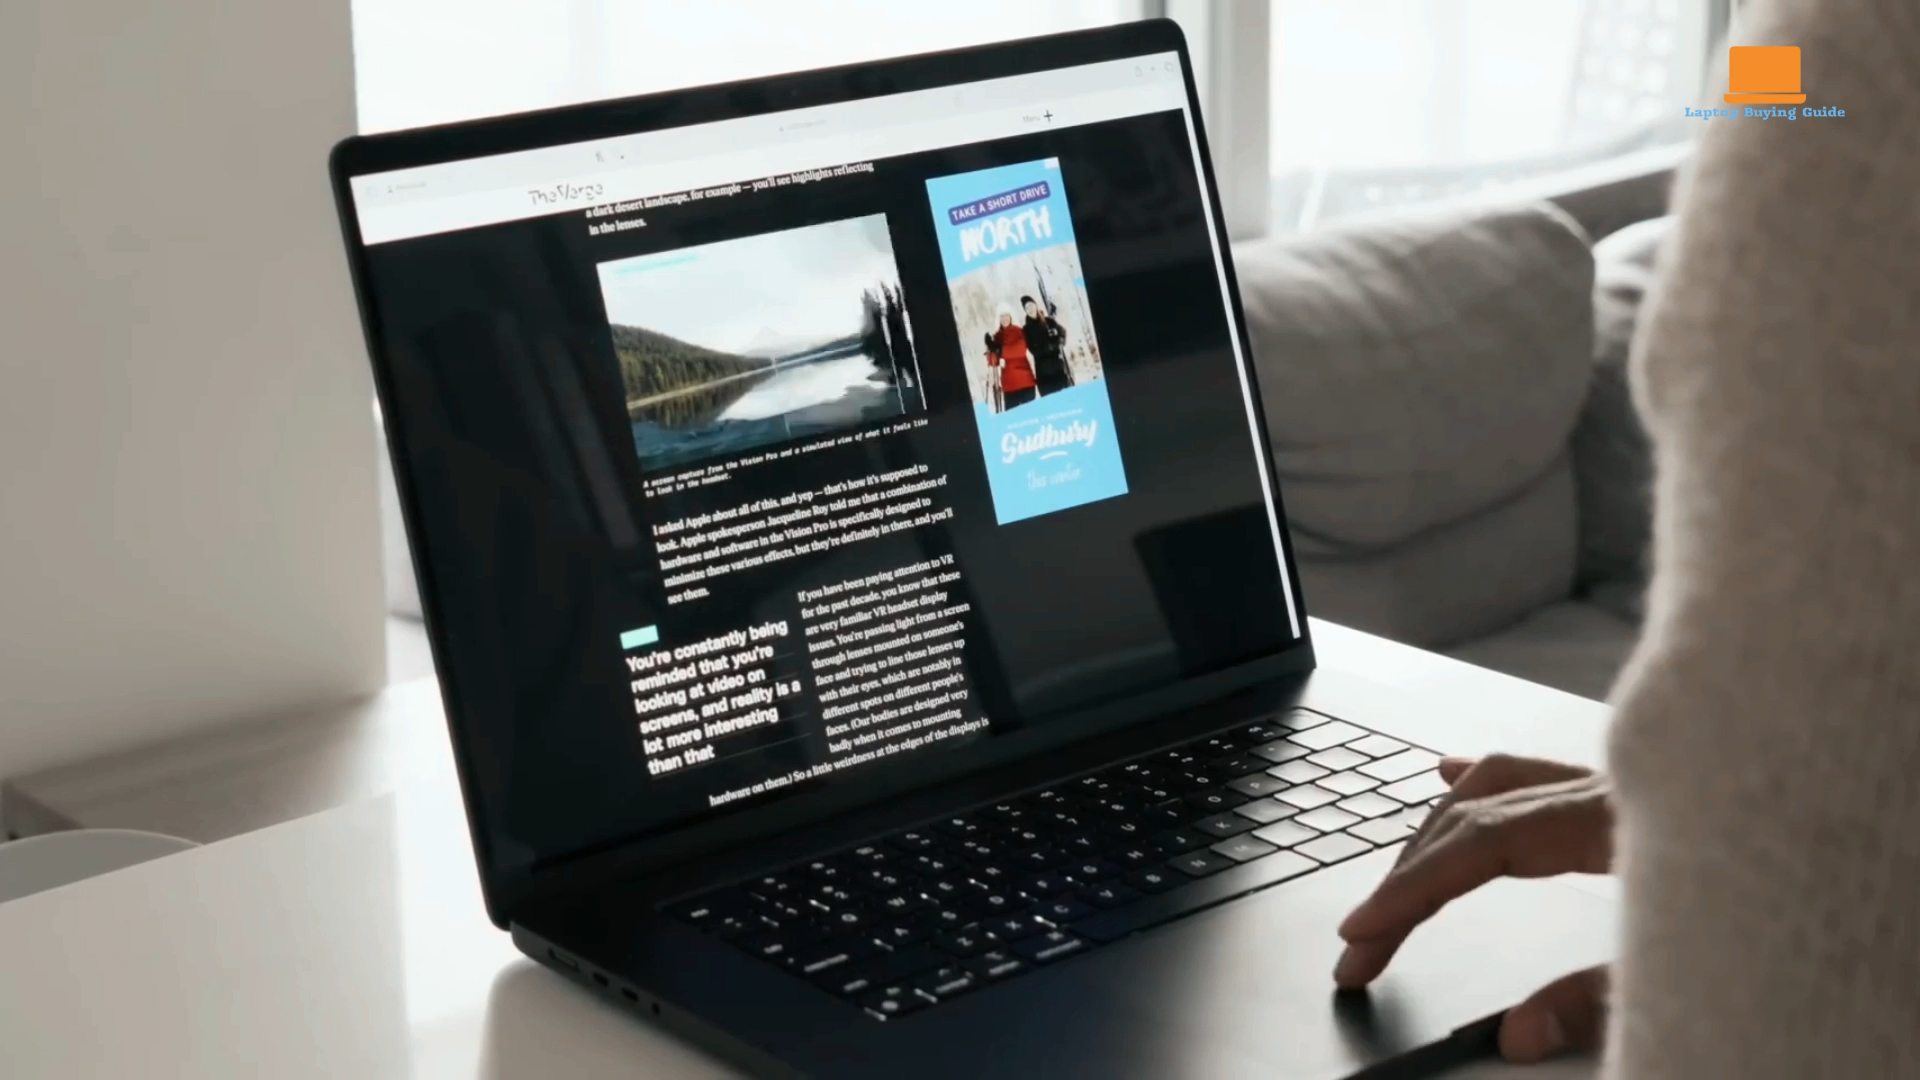 Laptop Buying Guide
Menu
TheVerge
a dark desert landscape, for example — you'll see highlights reflecting
in the lenses.
TAKE A SHORT DRIVE
NORTH
Sudbury
this winter
A screen capture from the Vision Pro and a simulated view of what it feels like
to look in the headset.
I asked Apple about all of this, and yep — that's how it's supposed to
look. Apple spokesperson Jacqueline Roy told me that a combination of
hardware and software in the Vision Pro is specifically designed to
minimize these various effects, but they're definitely in there, and you'll
see them.
You're constantly being
reminded that you're
looking at video on
screens, and reality is a
lot more interesting
than that
If you have been paying attention to VR
for the past decade, you know that these
are very familiar VR headset display
issues. You're passing light from a screen
through lenses mounted on someone's
face and trying to line those lenses up
with their eyes, which are notably in
different spots on different people's
faces. (Our bodies are designed very
badly when it comes to mounting
hardware on them.) So a little weirdness at the edges of the displays is